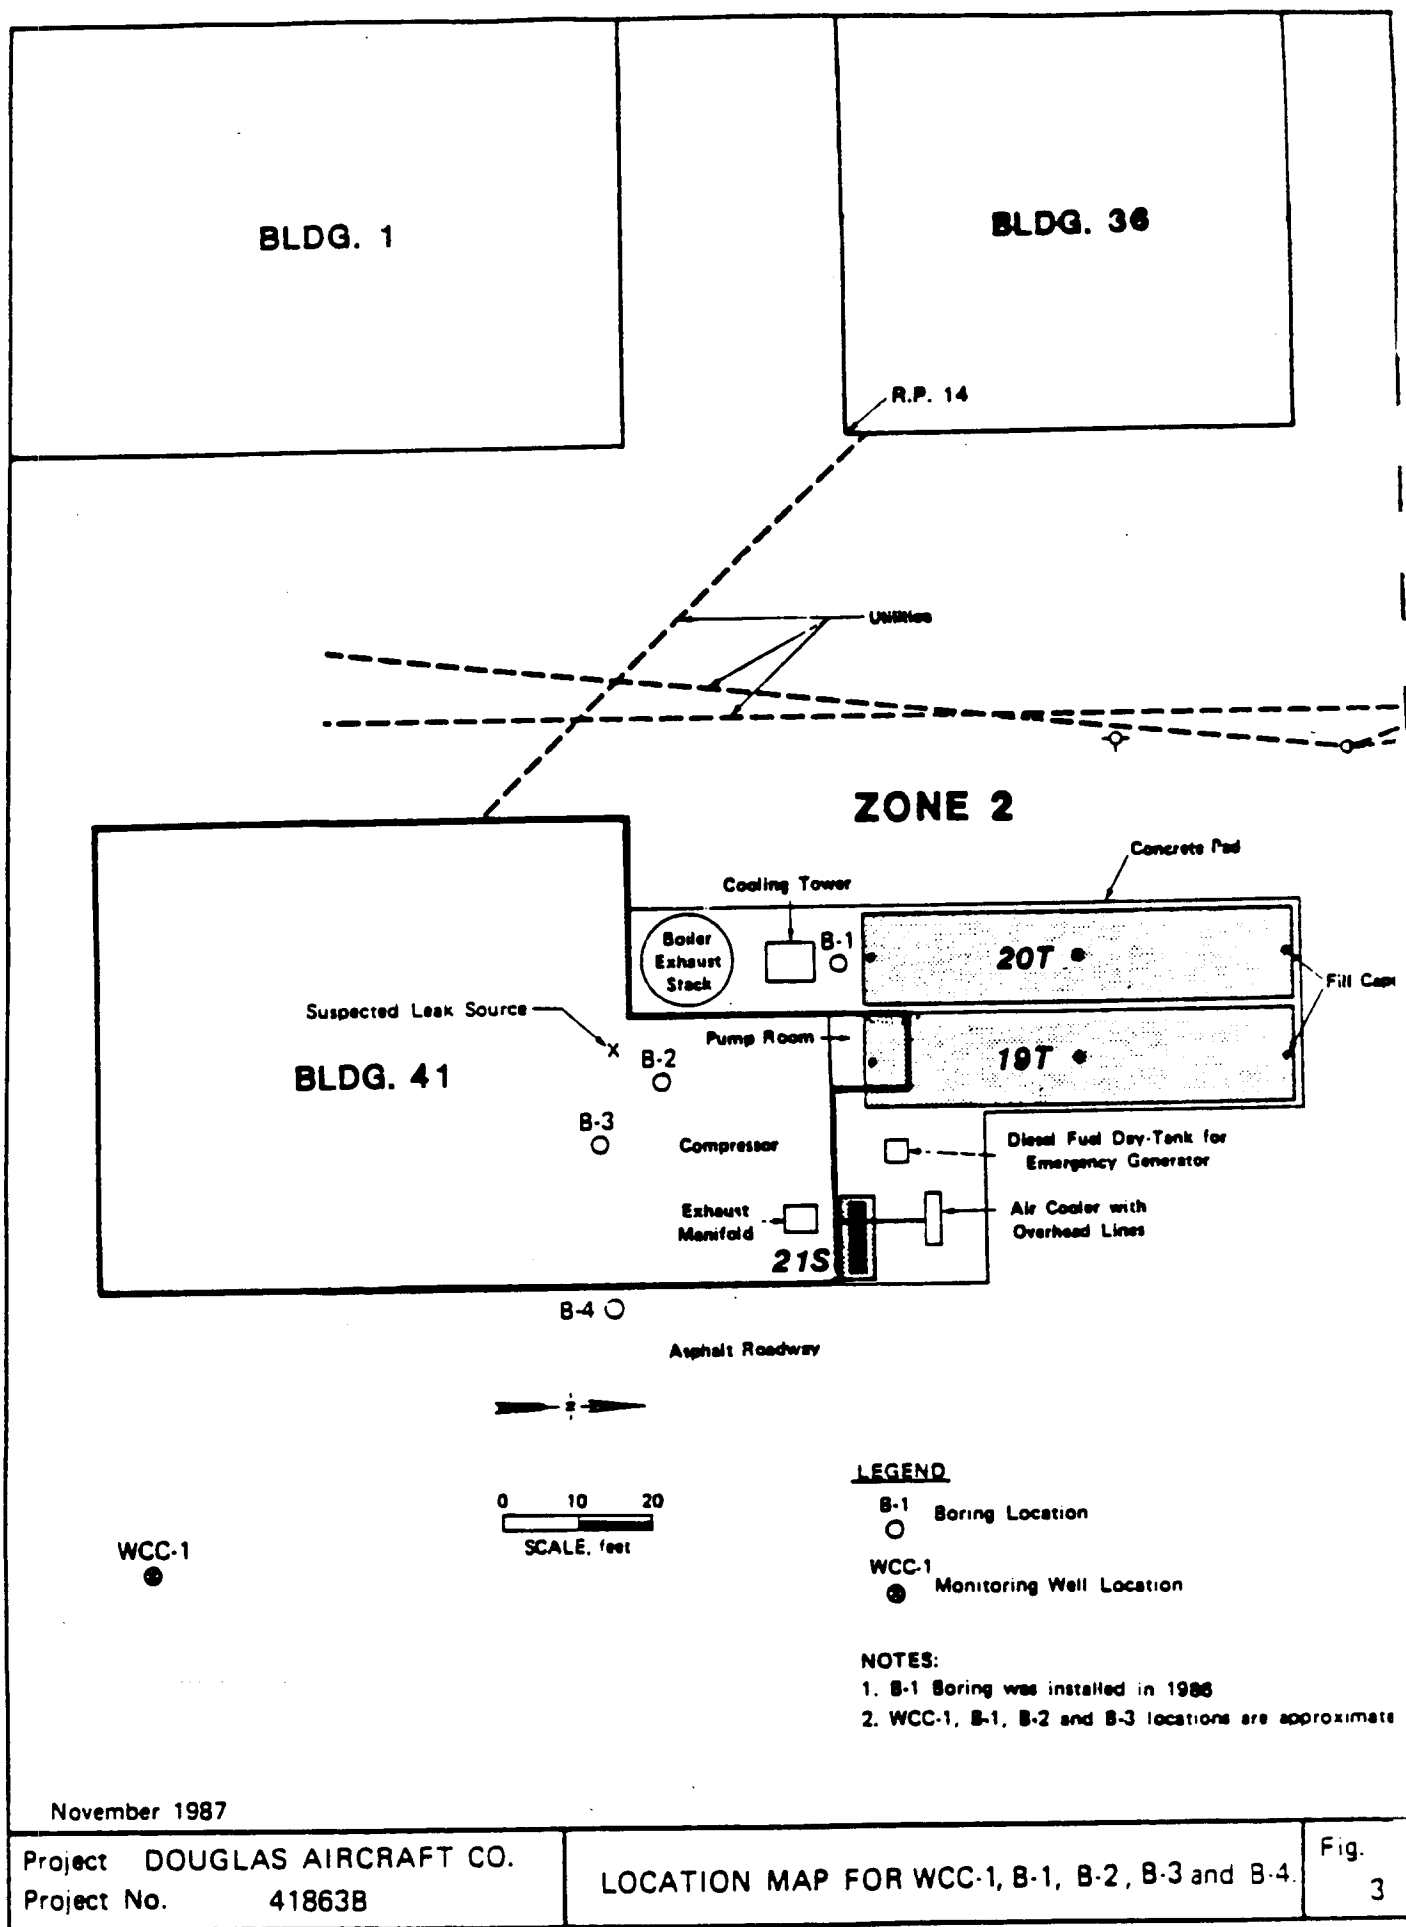 BLDG. 1
BLDG. 36
R.P. 14
Utilities
ZONE 2
Concrete Pad
Cooling Tower
B-1
Boiler
Exhaust
Stack
20T
Fill Caps
Suspected Leak Source
X
B-2
Pump Room
19T
BLDG. 41
B-3
Compressor
Diesel Fuel Day-Tank for
Emergency Generator
Exhaust
Manifold
Air Cooler with
Overhead Lines
21S
B-4
Asphalt Roadway
Z
LEGEND
0 10 20
SCALE, feet
B-1
Boring Location
WCC-1
WCC-1
Monitoring Well Location
NOTES:
1. B-1 Boring was installed in 1986
2. WCC-1, B-1, B-2 and B-3 locations are approximate
November 1987
Project DOUGLAS AIRCRAFT CO.
Project No. 41863B
LOCATION MAP FOR WCC-1, B-1, B-2, B-3 and B-4.
Fig.
3